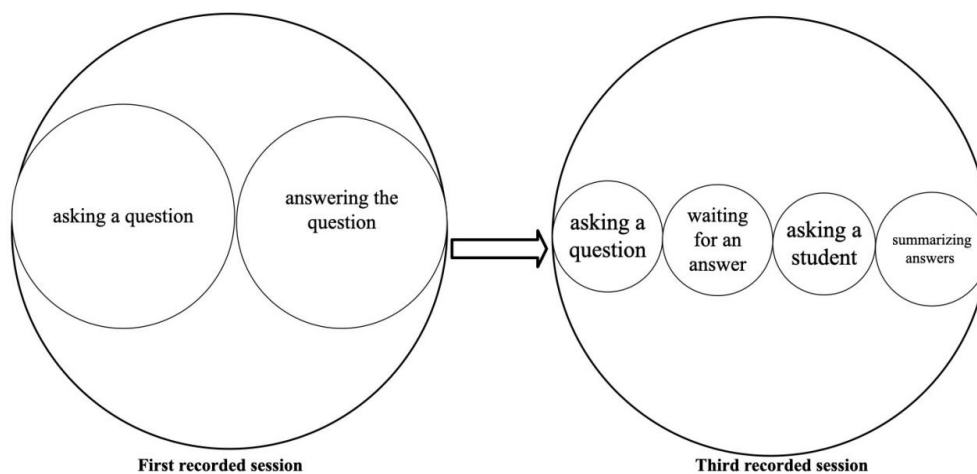 asking a question
answering the
question
asking a
question
waiting
for an
answer
asking a
student
summarizing
answers
First recorded session
Third recorded session